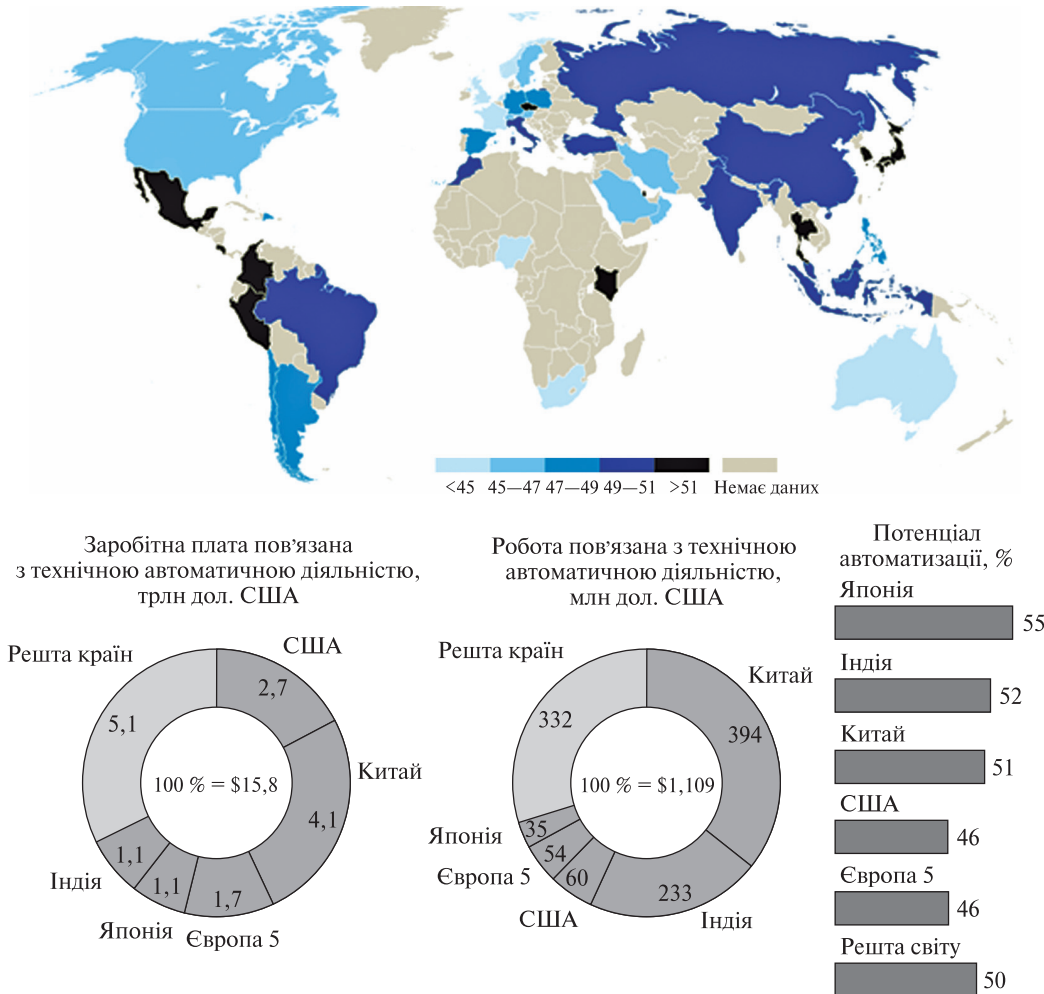 <45 45—47 47—49 49—51 >51 Немає даних
Заробітна плата пов’язана
з технічною автоматичною діяльністю,
трлн дол. США
Решта країн
США
2,7
5,1
100 % = $15,8
Китай
4,1
1,1
Індія
1,1
1,7
Японія
Європа 5
Робота пов’язана з технічною
автоматичною діяльністю,
млн дол. США
Решта країн
Китай
332
394
100 % = $1,109
Японія
35
54
Європа 5
60
233
США
Індія
Потенціал
автоматизації, %
Японія
55
Індія
52
Китай
51
США
46
Європа 5
46
Решта світу
50